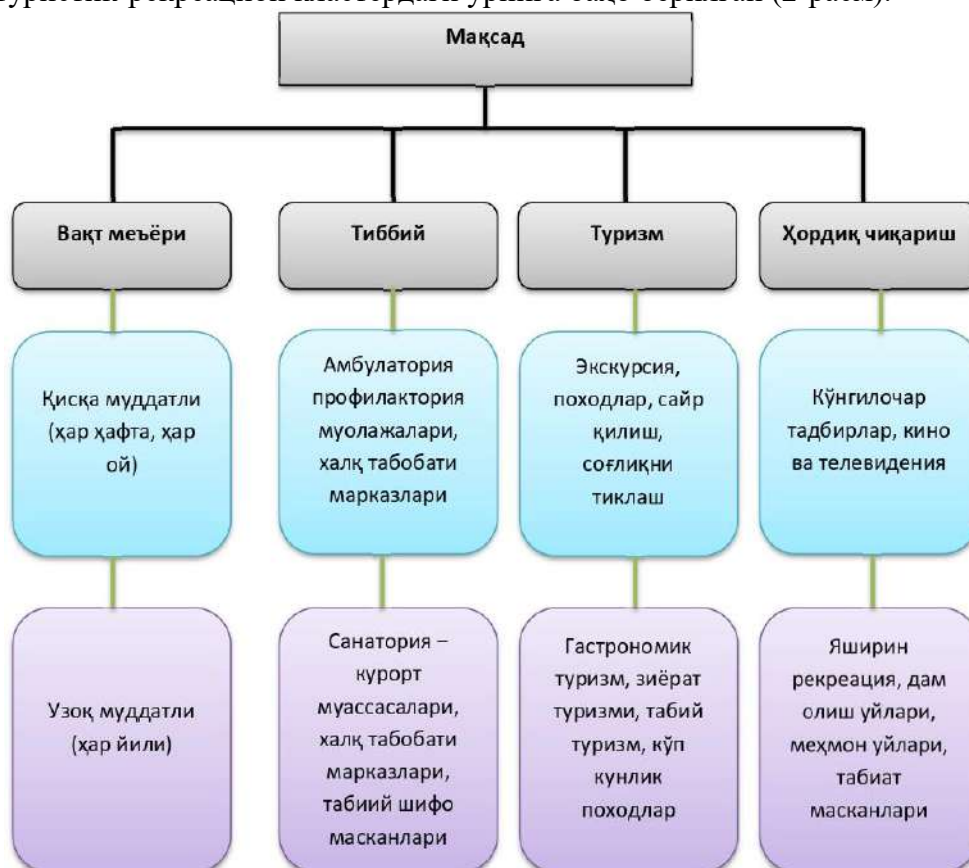 Мақсад
Вақт меъёри
Тиббий
Туризм
Ҳордиқ чиқариш
Қисқа муддатли
(ҳар ҳафта, ҳар
ой)
Амбулатория
профилактория
муолажалари,
халқ табобати
марказлари
Экскурсия,
походлар, сайр
қилиш,
соғлиқни
тиклаш
Кўнгилочар
тадбирлар, кино
ва телевидения
Узоқ муддатли
(ҳар йили)
Санатория –
курорт
муассасалари,
халқ табобати
марказлари,
табиий шифо
масканлари
Гастрономик
туризм, зиёрат
туризми, табий
туризм, кўп
кунлик
походлар
Яширин
рекреация, дам
олиш уйлари,
меҳмон уйлари,
табиат
масканлари